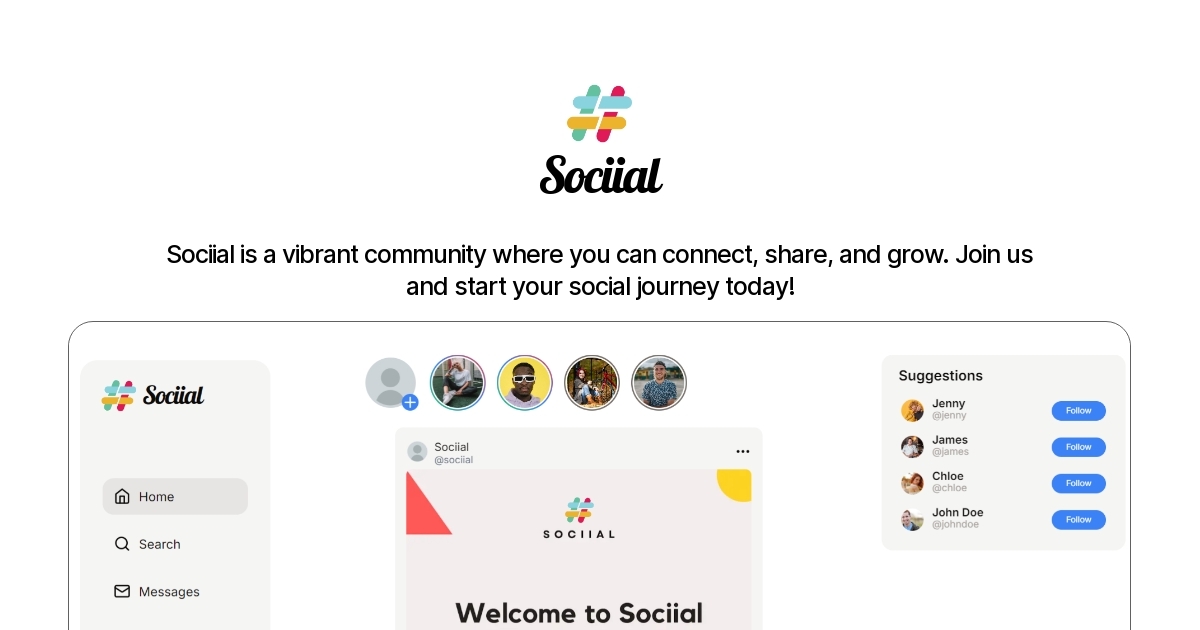 Sociial
Sociial is a vibrant community where you can connect, share, and grow. Join us
and start your social journey today!
Sociial
Home
Search
Messages
Sociial
@sociial
SOCIIAL
Welcome to Sociial
Suggestions
Jenny
@jenny
Follow
James
@james
Follow
Chloe
@chloe
Follow
John Doe
@johndoe
Follow